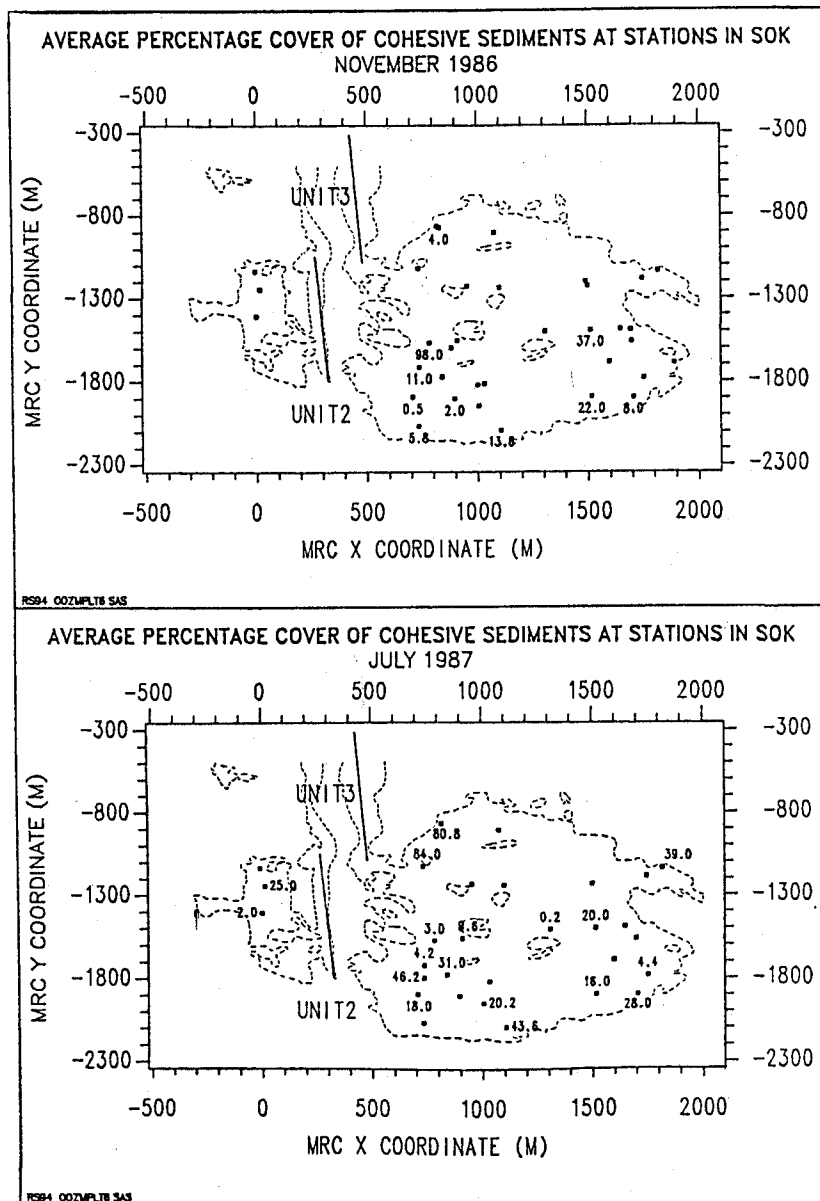 AVERAGE PERCENTAGE COVER OF COHESIVE SEDIMENTS AT STATIONS IN SOK
NOVEMBER 1986
-500 0 500 1000 1500 2000
-300 -300
UNIT3
-800 -800
4.0
-1300 -1300
37.0
98.0
11.0
-1800 -1800
0.5 2.0 22.0 8.0
UNIT2
5.8 13.8
-2300 -2300
MRC Y COORDINATE (M)
-500 0 500 1000 1500 2000
MRC X COORDINATE (M)
AVERAGE PERCENTAGE COVER OF COHESIVE SEDIMENTS AT STATIONS IN SOK
JULY 1987
-500 0 500 1000 1500 2000
-300 -300
UNIT3
-800 -800
80.8
84.0 39.0
25.0
-1300 -1300
2.0
3.0 0.2 20.0
4.2 31.0
46.2 4.4
-1800 -1800
18.0 20.2 16.0 28.0
UNIT2
43.6
-2300 -2300
MRC Y COORDINATE (M)
-500 0 500 1000 1500 2000
MRC X COORDINATE (M)